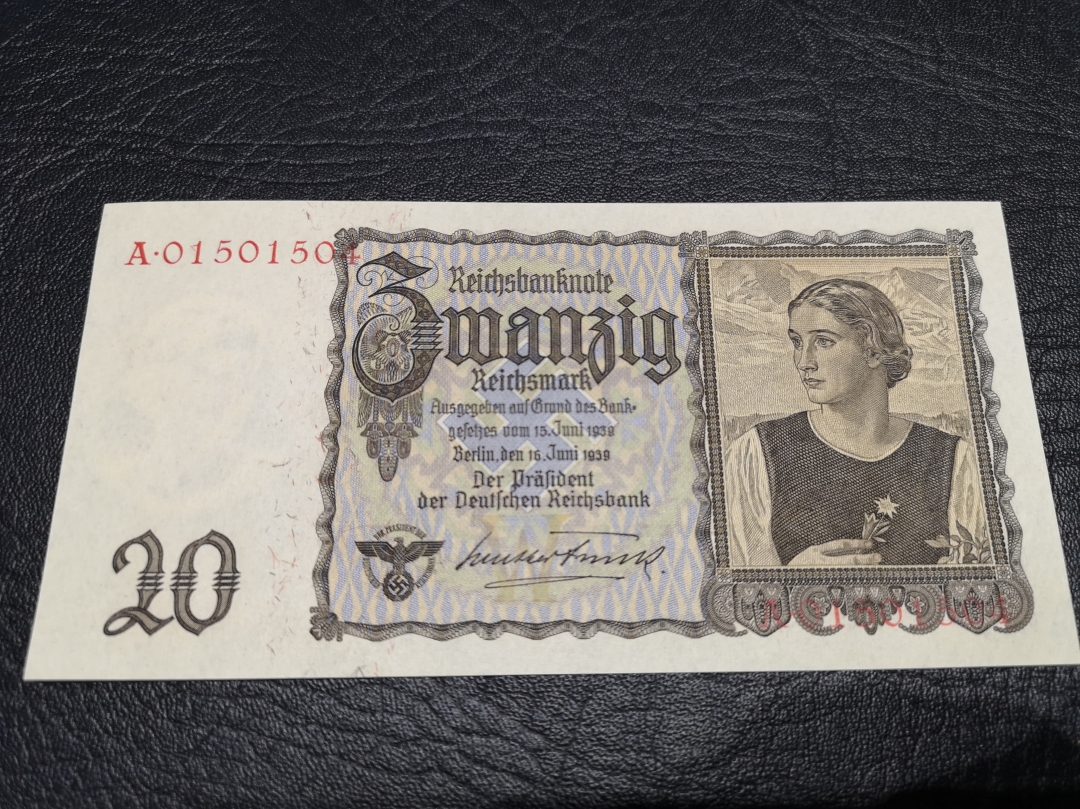 A·01501504
Reichsbanknote
Zwanzig
Reichsmark
Ausgegeben auf Grund des Bank-
gesetzes vom 15. Juni 1939
Berlin, den 16. Juni 1939
Der Präsident
der Deutschen Reichsbank
20
A·01501504